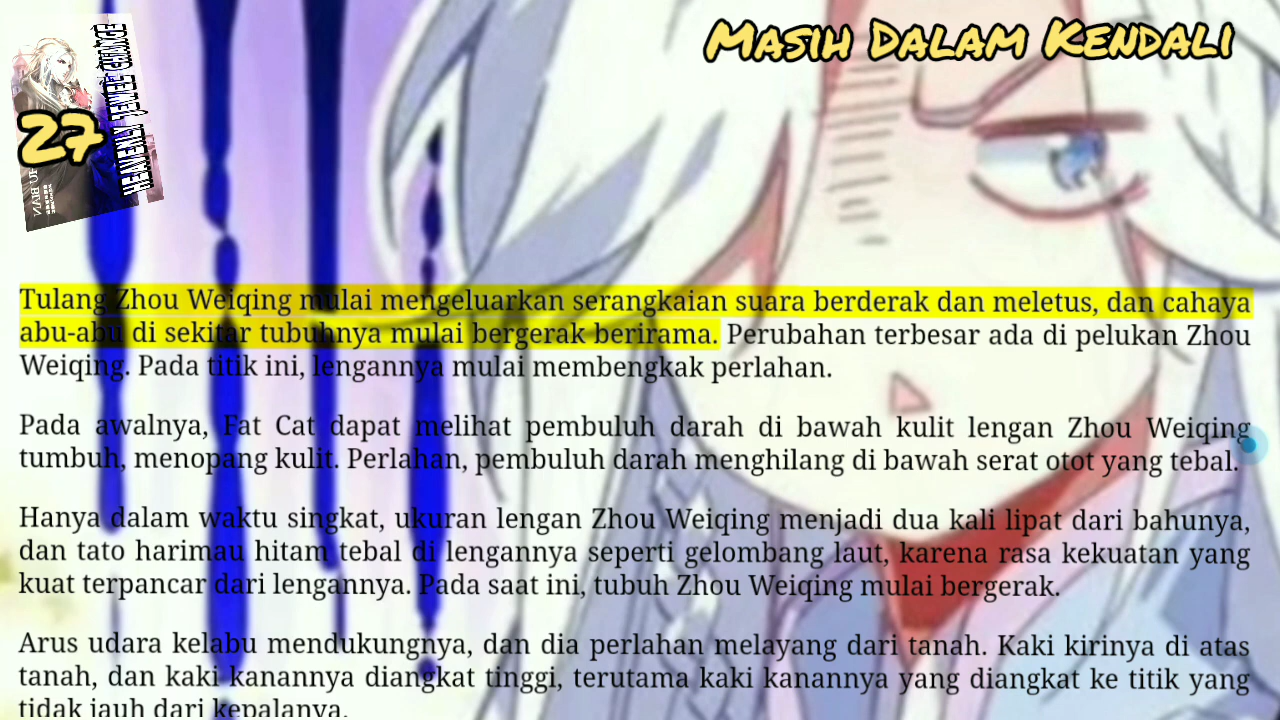 Masih Dalam Kendali
27
HEAVENLY JEWEL CHANGE
Tulang Zhou Weiqing mulai mengeluarkan serangkaian suara berderak dan meletus, dan cahaya
abu-abu di sekitar tubuhnya mulai bergerak berirama. Perubahan terbesar ada di pelukan Zhou
Weiqing. Pada titik ini, lengannya mulai membengkak perlahan.
Pada awalnya, Fat Cat dapat melihat pembuluh darah di bawah kulit lengan Zhou Weiqing
tumbuh, menopang kulit. Perlahan, pembuluh darah menghilang di bawah serat otot yang tebal.
Hanya dalam waktu singkat, ukuran lengan Zhou Weiqing menjadi dua kali lipat dari bahunya,
dan tato harimau hitam tebal di lengannya seperti gelombang laut, karena rasa kekuatan yang
kuat terpancar dari lengannya. Pada saat ini, tubuh Zhou Weiqing mulai bergerak.
Arus udara kelabu mendukungnya, dan dia perlahan melayang dari tanah. Kaki kirinya di atas
tanah, dan kaki kanannya diangkat tinggi, terutama kaki kanannya yang diangkat ke titik yang
tidak jauh dari kepalanya.